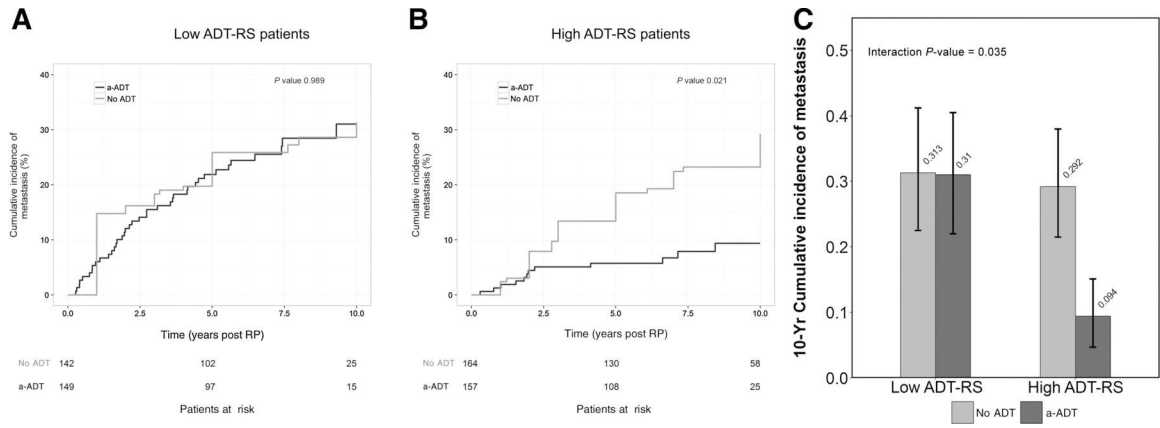 A
Low ADT-RS patients
P value 0.989
a-ADT
No ADT
Cumulative incidence of
metastasis (%)
40
30
20
10
0
0.0 2.5 5.0 7.5 10.0
Time (years post RP)
No ADT 142 102 25
a-ADT 149 97 15
Patients at risk
B
High ADT-RS patients
P value 0.021
a-ADT
No ADT
Cumulative incidence of
metastasis (%)
40
30
20
10
0
0.0 2.5 5.0 7.5 10.0
Time (years post RP)
No ADT 164 130 58
a-ADT 157 108 25
Patients at risk
C
Interaction P-value = 0.035
10-Yr Cumulative incidence of metastasis
0.5
0.4
0.3
0.2
0.1
0.0
0.313
0.31
0.292
0.094
Low ADT-RS High ADT-RS
No ADT a-ADT